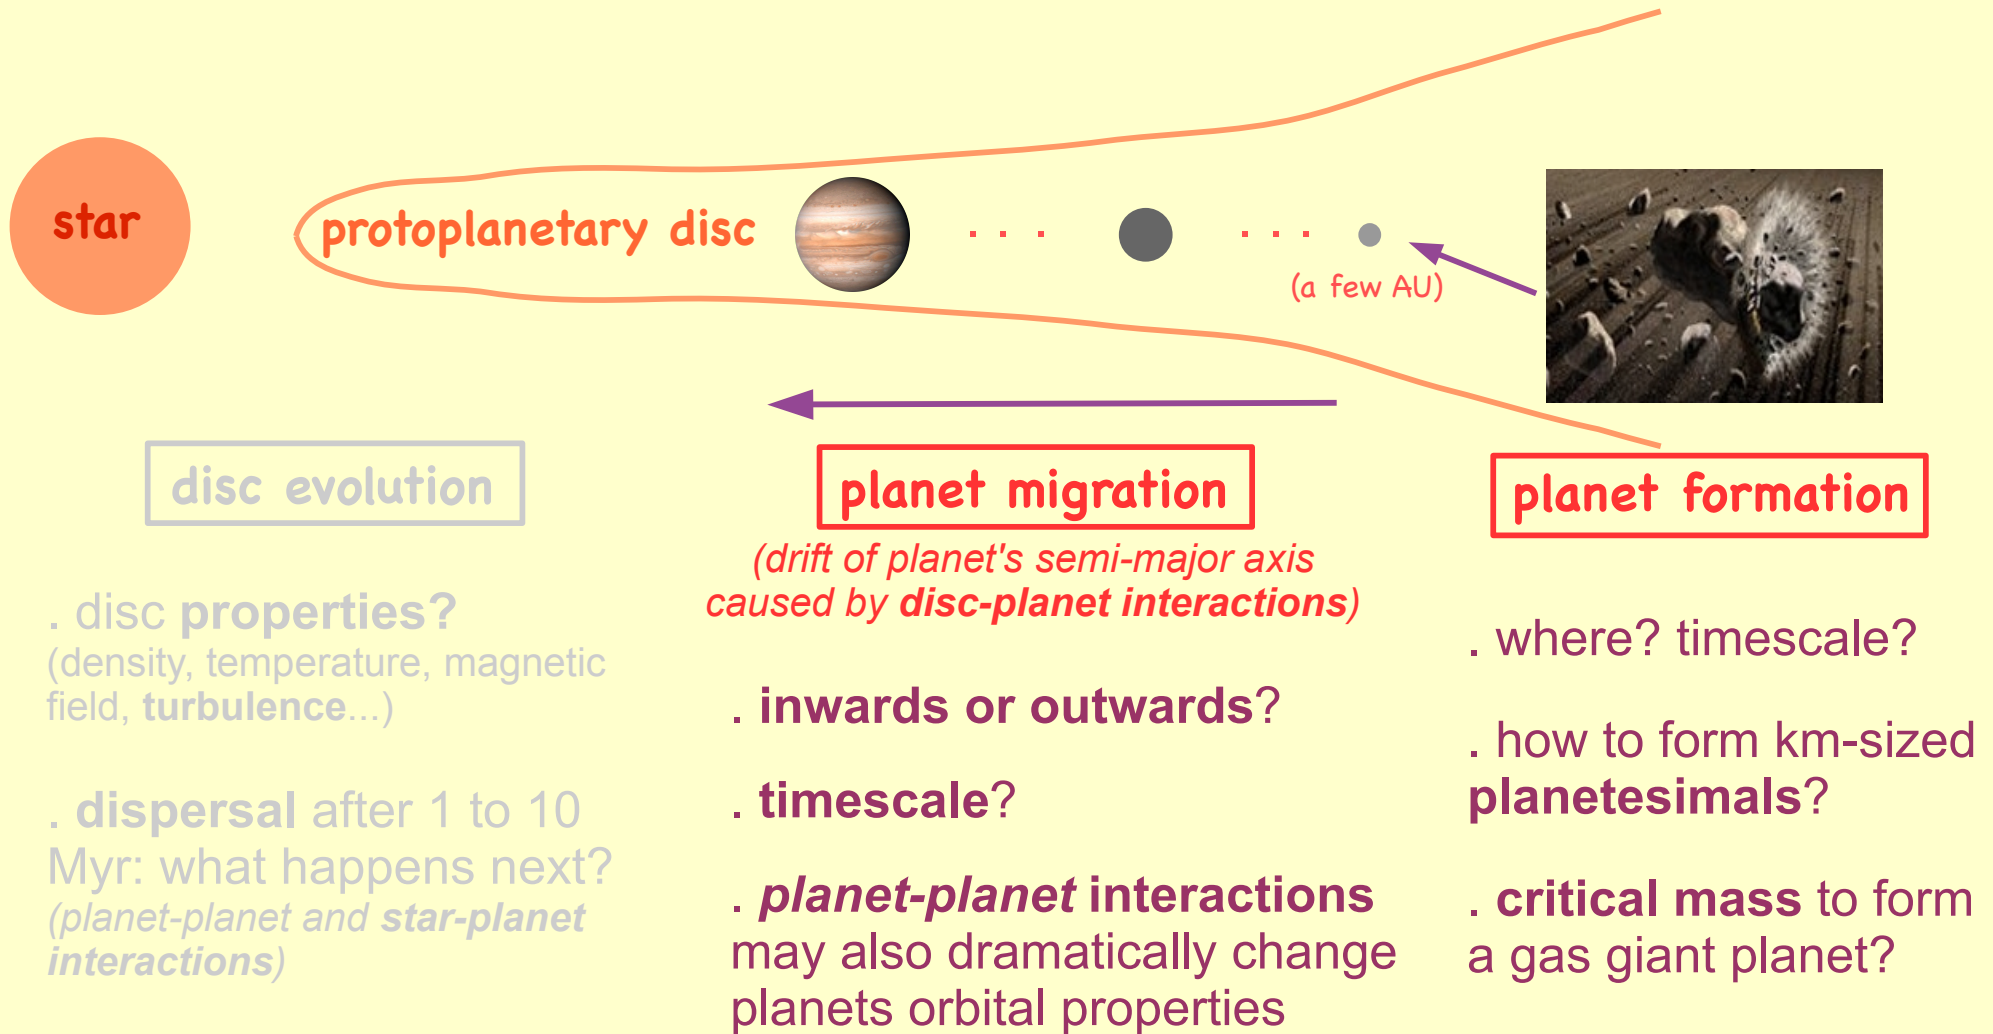 star
protoplanetary disc
. . .
. . .
(a few AU)
disc evolution
. disc properties?
(density, temperature, magnetic
field, turbulence...)
. dispersal after 1 to 10
Myr: what happens next?
(planet-planet and star-planet
interactions)
planet migration
(drift of planet's semi-major axis
caused by disc-planet interactions)
. inwards or outwards?
. timescale?
. planet-planet interactions
may also dramatically change
planets orbital properties
planet formation
. where? timescale?
. how to form km-sized
planetesimals?
. critical mass to form
a gas giant planet?